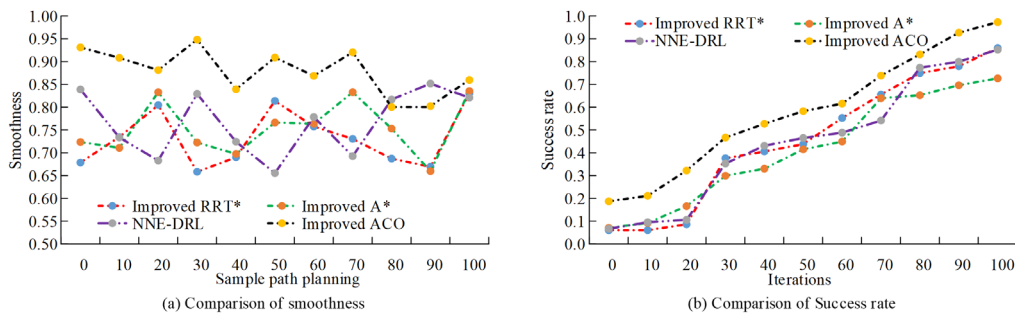 Smoothness
1.00
0.95
0.90
0.85
0.80
0.75
0.70
0.65
0.60
0.55
0.50
Improved RRT*
Improved A*
NNE-DRL
Improved ACO
0 10 20 30 40 50 60 70 80 90 100
Sample path planning
(a) Comparison of smoothness
Success rate
1.0
0.9
0.8
0.7
0.6
0.5
0.4
0.3
0.2
0.1
0.0
Improved RRT*
Improved A*
NNE-DRL
Improved ACO
0 10 20 30 40 50 60 70 80 90 100
Iterations
(b) Comparison of Success rate